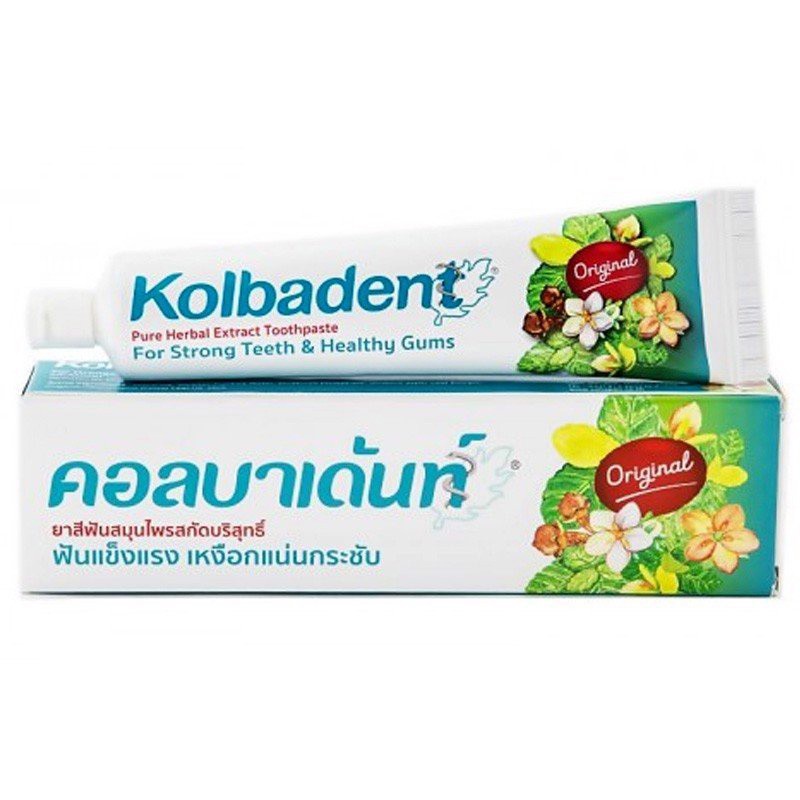 Kolbadent®
Pure Herbal Extract Toothpaste
For Strong Teeth & Healthy Gums
Original
คอลบาเด้นท์®
ยาสีฟันสมุนไพรสกัดบริสุทธิ์
ฟันแข็งแรง เหงือกแน่นกระชับ
Original